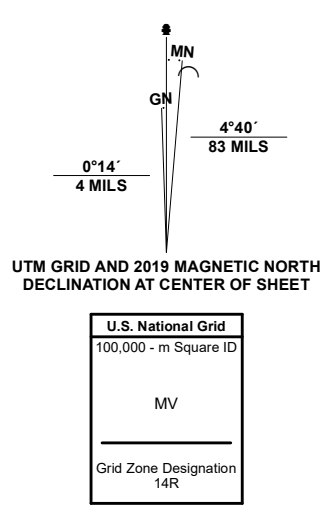 MN
GN
4°40´
83 MILS
0°14´
4 MILS
UTM GRID AND 2019 MAGNETIC NORTH
DECLINATION AT CENTER OF SHEET
U.S. National Grid
100,000 - m Square ID
MV
Grid Zone Designation
14R